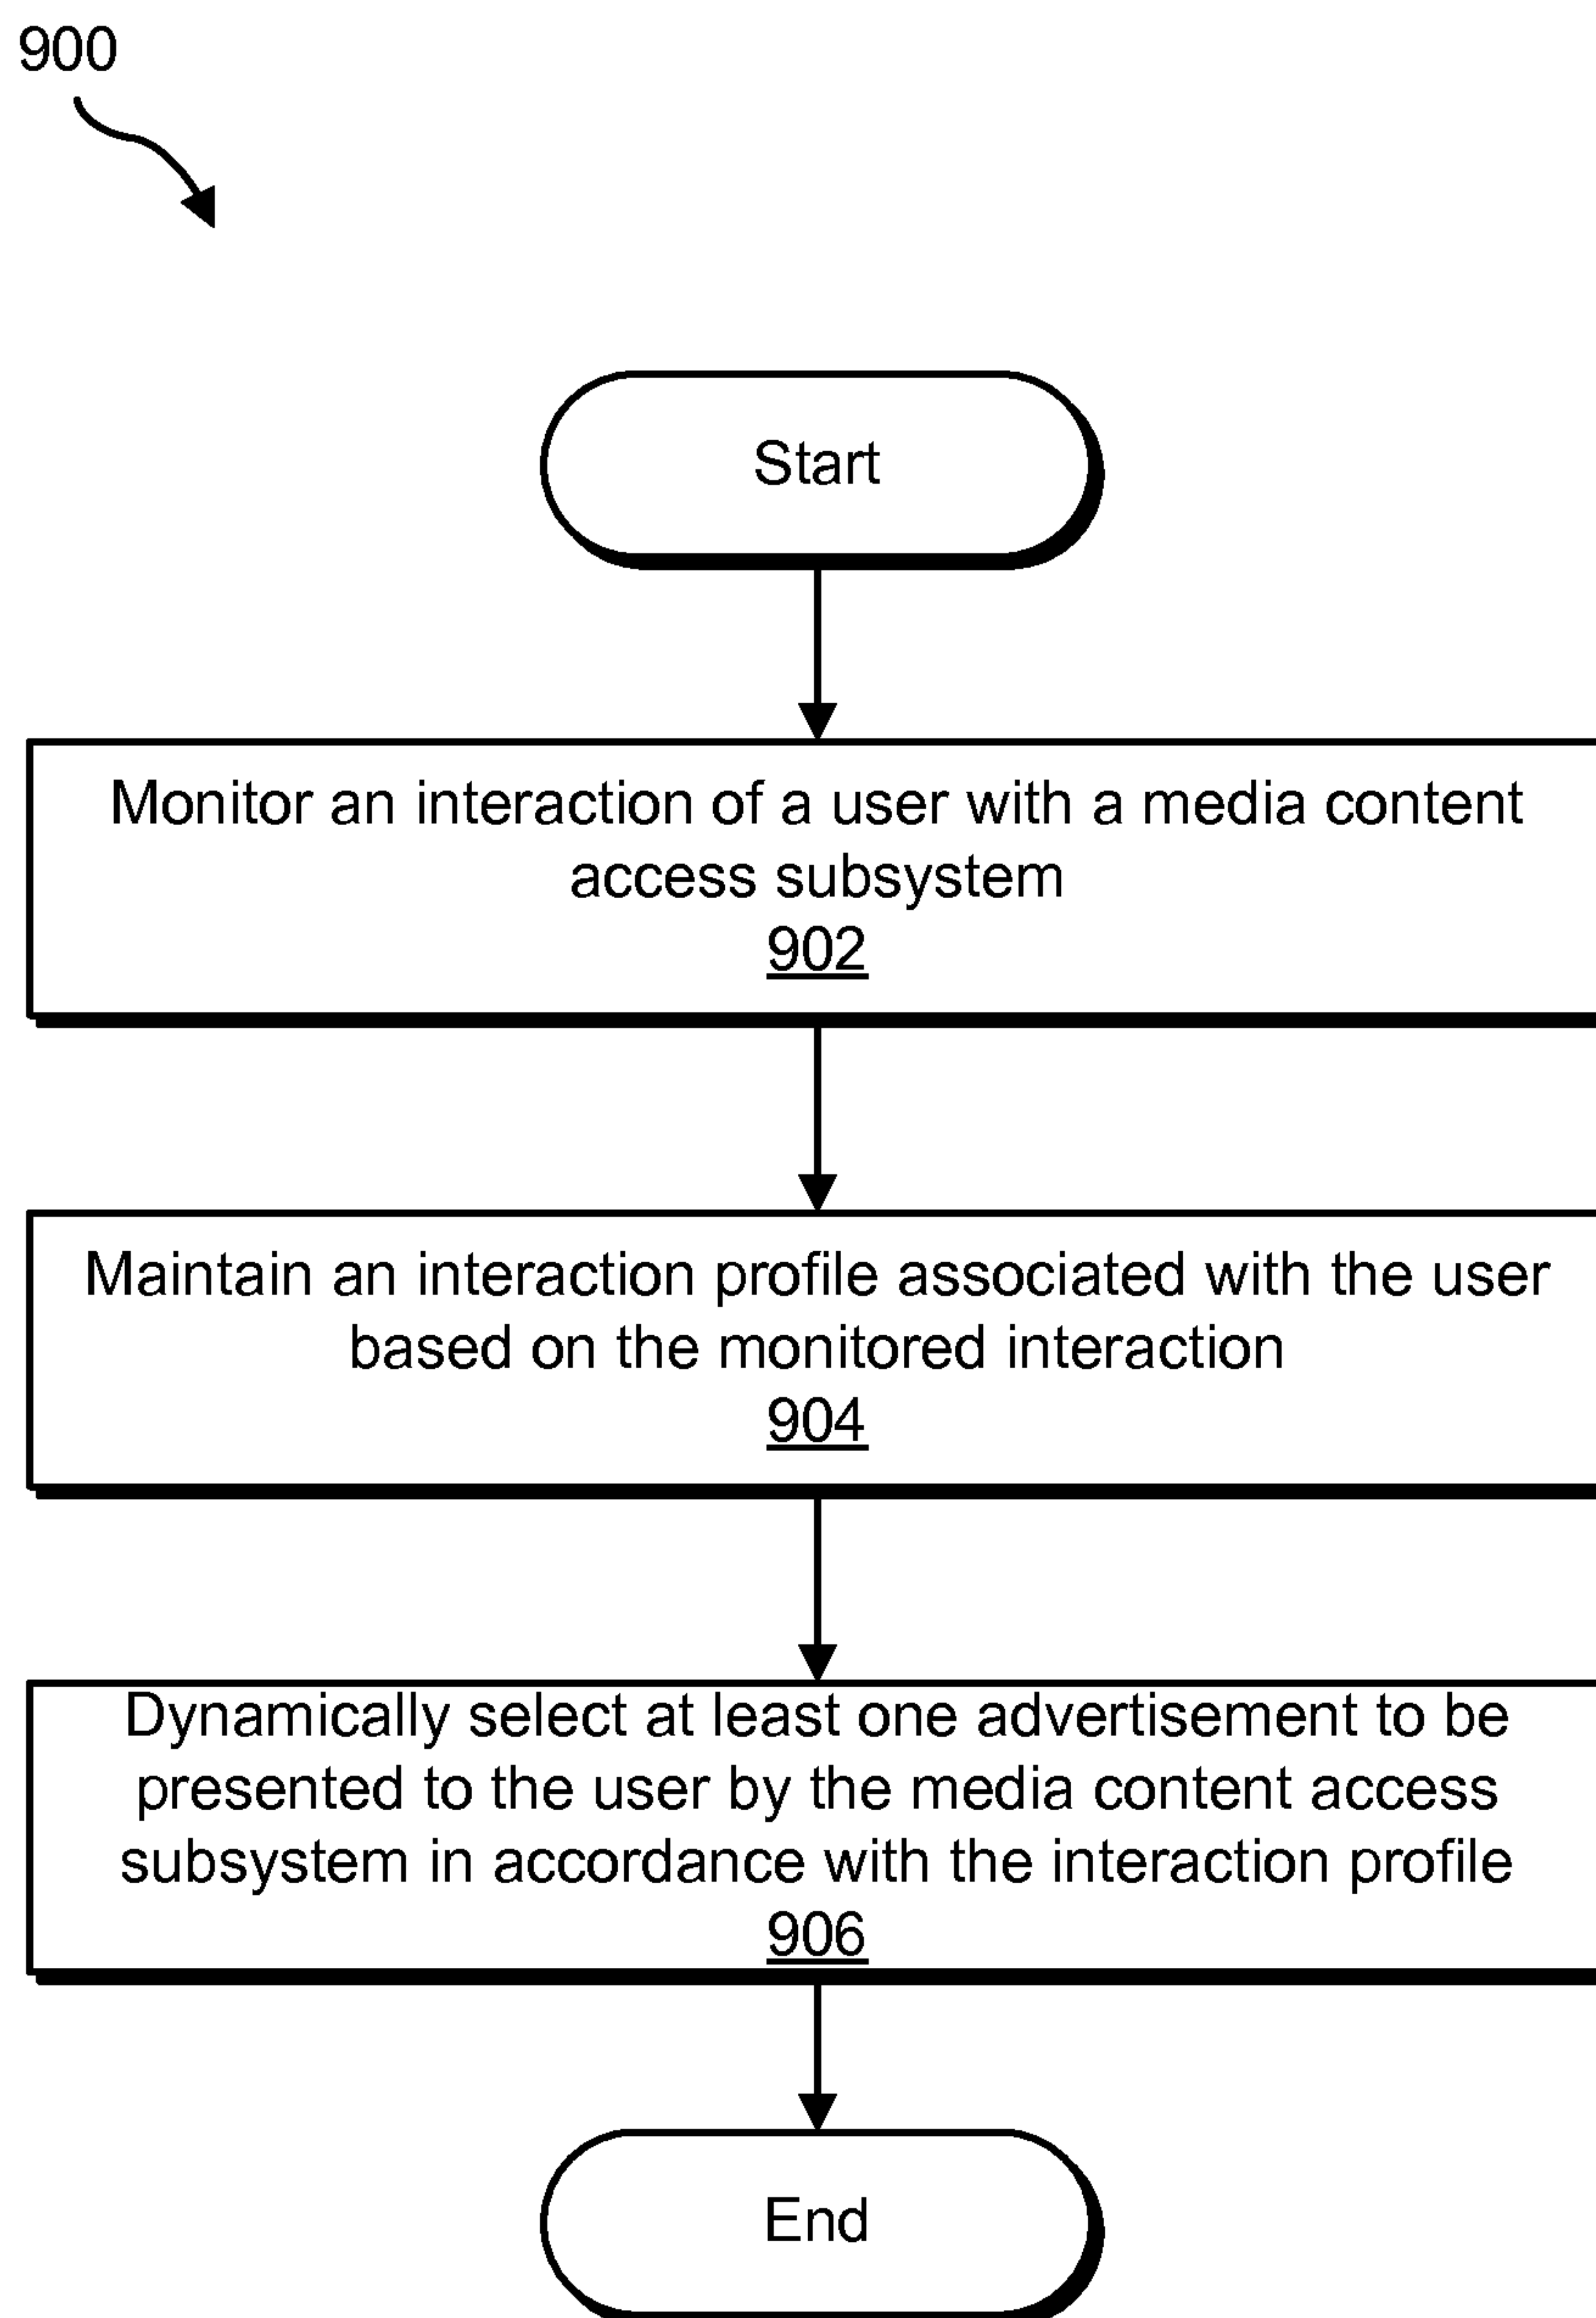 900
Start
Monitor an interaction of a user with a media content
access subsystem
902
Maintain an interaction profile associated with the user
based on the monitored interaction
904
Dynamically select at least one advertisement to be
presented to the user by the media content access
subsystem in accordance with the interaction profile
906
End